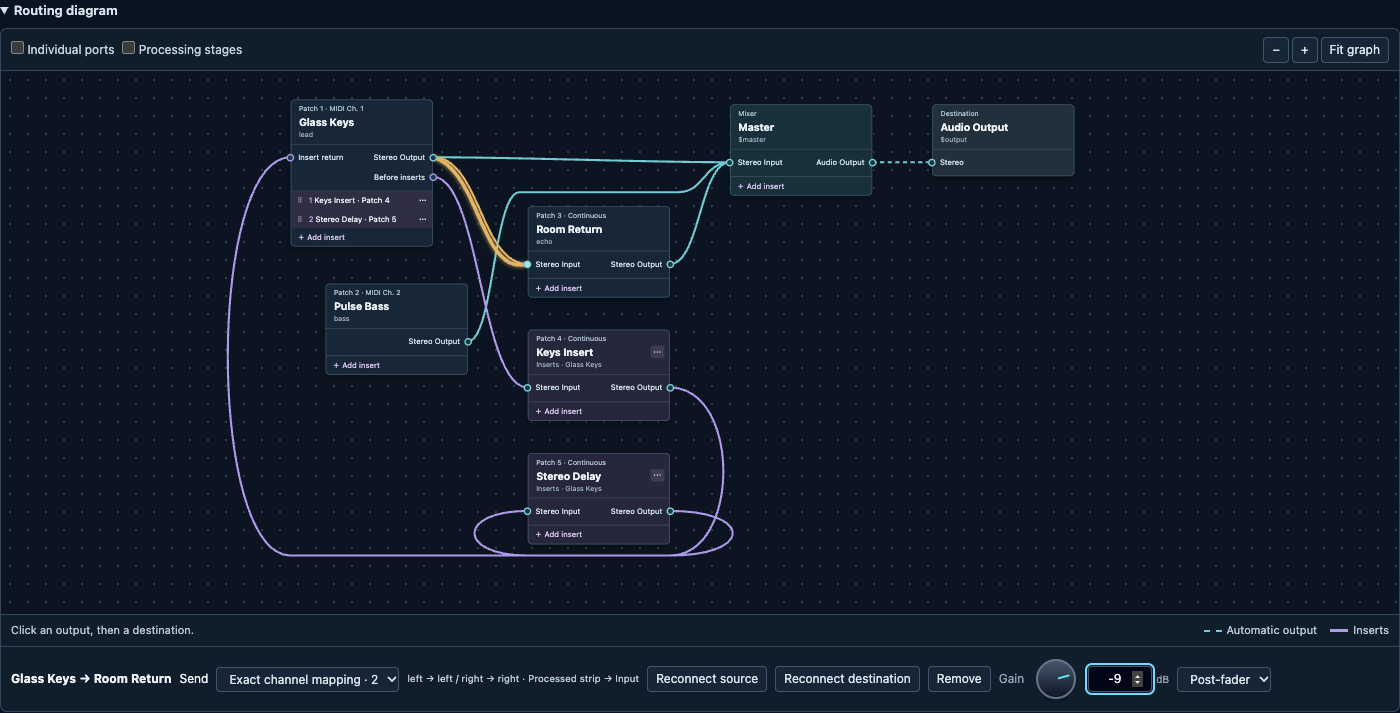 Routing diagram
Individual ports
Processing stages
−
+
Fit graph
Patch 1 · MIDI Ch. 1
Glass Keys
lead
Insert return
Stereo Output
Before inserts
1 Keys Insert · Patch 4
2 Stereo Delay · Patch 5
+ Add insert
Patch 2 · MIDI Ch. 2
Pulse Bass
bass
Stereo Output
+ Add insert
Patch 3 · Continuous
Room Return
echo
Stereo Input
Stereo Output
+ Add insert
Patch 4 · Continuous
Keys Insert
Inserts · Glass Keys
Stereo Input
Stereo Output
+ Add insert
Patch 5 · Continuous
Stereo Delay
Inserts · Glass Keys
Stereo Input
Stereo Output
+ Add insert
Mixer
Master
$master
Stereo Input
Audio Output
+ Add insert
Destination
Audio Output
$output
Stereo
Click an output, then a destination.
Automatic output
Inserts
Glass Keys → Room Return
Send
Exact channel mapping · 2
left → left / right → right · Processed strip → Input
Reconnect source
Reconnect destination
Remove
Gain
-9
dB
Post-fader